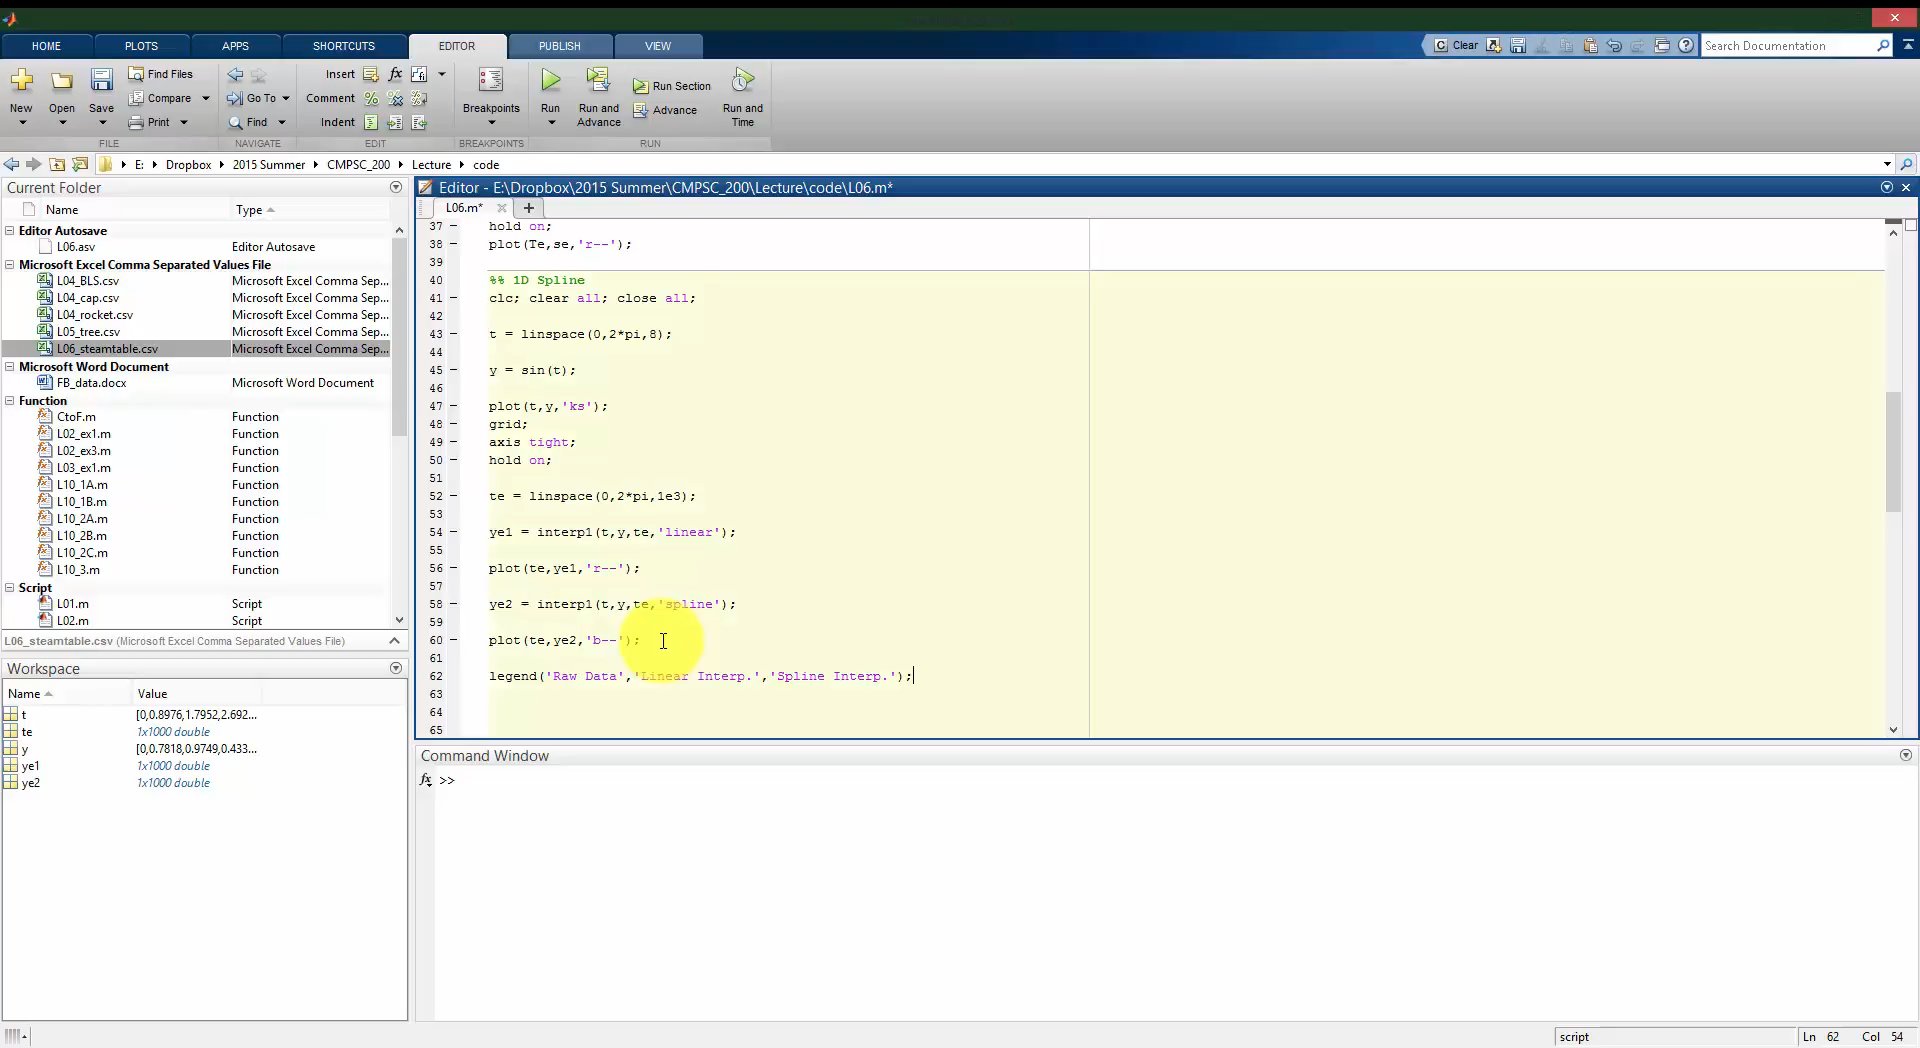 HOME PLOTS APPS SHORTCUTS EDITOR PUBLISH VIEW
Clear Search Documentation
New Open Save Find Files Compare Print
Insert Comment Indent
Go To Find
Breakpoints
Run Run and Advance Run Section Advance Run and Time
FILE NAVIGATE EDIT BREAKPOINTS RUN
E: Dropbox 2015 Summer CMPSC_200 Lecture code
Current Folder
Name Type
Editor Autosave
L06.asv Editor Autosave
Microsoft Excel Comma Separated Values File
L04_BLS.csv Microsoft Excel Comma Sep...
L04_cap.csv Microsoft Excel Comma Sep...
L04_rocket.csv Microsoft Excel Comma Sep...
L05_tree.csv Microsoft Excel Comma Sep...
L06_steamtable.csv Microsoft Excel Comma Sep...
Microsoft Word Document
FB_data.docx Microsoft Word Document
Function
CtoF.m Function
L02_ex1.m Function
L02_ex3.m Function
L03_ex1.m Function
L10_1A.m Function
L10_1B.m Function
L10_2A.m Function
L10_2B.m Function
L10_2C.m Function
L10_3.m Function
Script
L01.m Script
L02.m Script
L06_steamtable.csv (Microsoft Excel Comma Separated Values File)
Workspace
Name Value
t [0,0.8976,1.7952,2.692...
te 1x1000 double
y [0,0.7818,0.9749,0.433...
ye1 1x1000 double
ye2 1x1000 double
Editor - E:\Dropbox\2015 Summer\CMPSC_200\Lecture\code\L06.m*
L06.m*
37 – hold on;
38 – plot(Te,se,'r--');
39
40 %% 1D Spline
41 – clc; clear all; close all;
42
43 – t = linspace(0,2*pi,8);
44
45 – y = sin(t);
46
47 – plot(t,y,'ks');
48 – grid;
49 – axis tight;
50 – hold on;
51
52 – te = linspace(0,2*pi,1e3);
53
54 – ye1 = interp1(t,y,te,'linear');
55
56 – plot(te,ye1,'r--');
57
58 – ye2 = interp1(t,y,te,'spline');
59
60 – plot(te,ye2,'b--');
61
62 – legend('Raw Data','Linear Interp.','Spline Interp.');
63
64
65
Command Window
fx >>
script Ln 62 Col 54